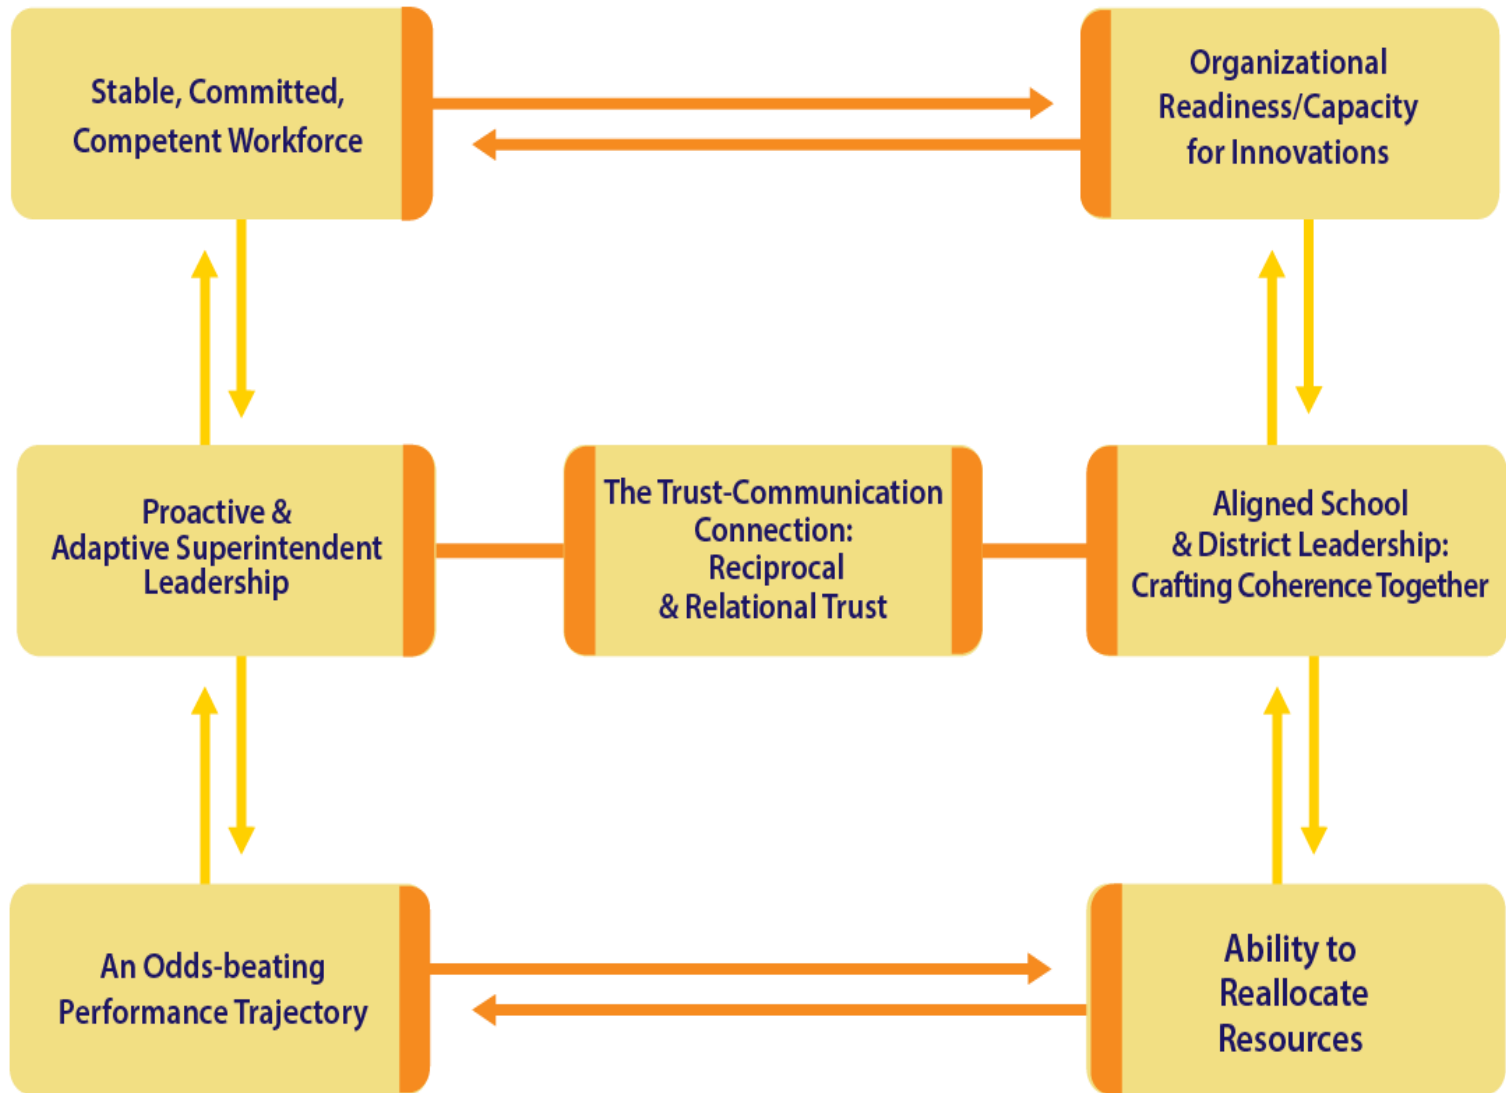 Stable, Committed,
Competent Workforce
Organizational
Readiness/Capacity
for Innovations
Proactive &
Adaptive Superintendent
Leadership
The Trust-Communication
Connection:
Reciprocal
& Relational Trust
Aligned School
& District Leadership:
Crafting Coherence Together
An Odds-beating
Performance Trajectory
Ability to
Reallocate
Resources